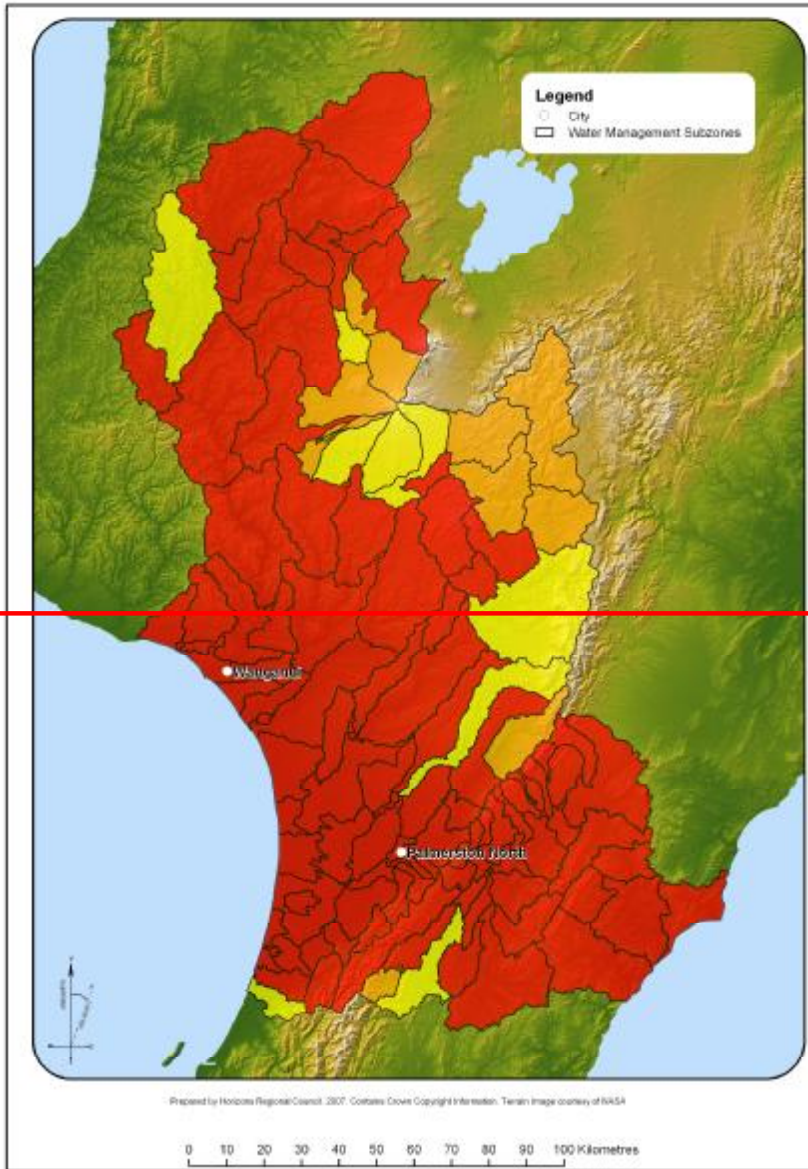 Legend
City
Water Management Subzones
Wanganui
Palmerston North
Prepared by Horizons Regional Council, 2007. Contains Crown Copyright Information. Terrain Image courtesy of NASA
0 10 20 30 40 50 60 70 80 90 100 Kilometres